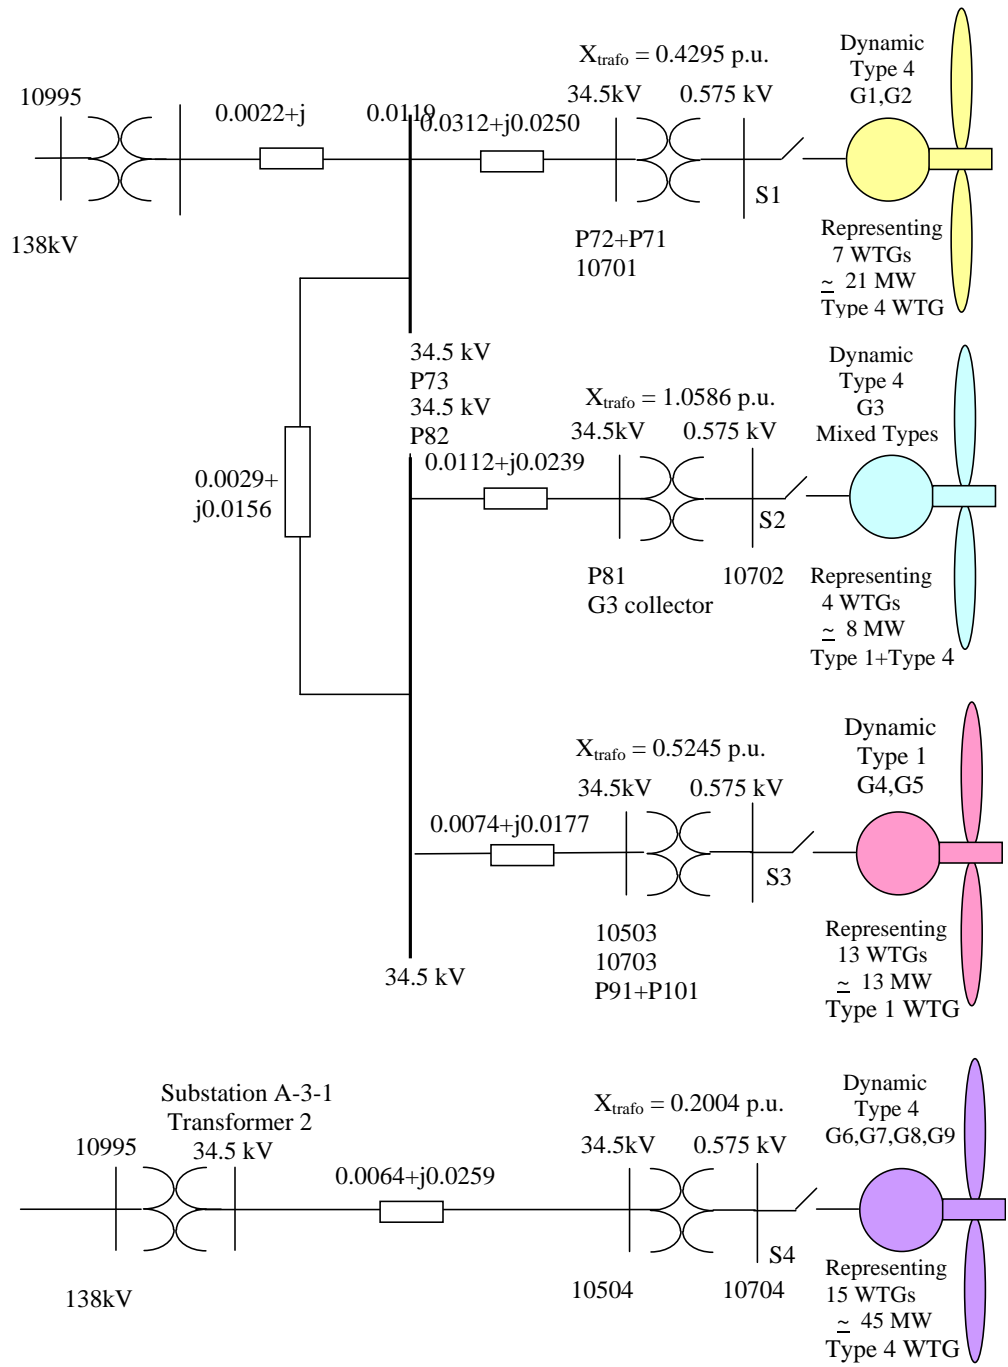 Dynamic
Type 4
G1,G2
X trafo = 0.4295 p.u.
10995
34.5kV
0.575 kV
0.0022+j
0.0119
0.0312+j0.0250
S1
138kV
P72+P71
10701
Representing
7 WTGs
~ 21 MW
Type 4 WTG
34.5 kV
P73
34.5 kV
P82
Dynamic
Type 4
G3
Mixed Types
X trafo = 1.0586 p.u.
34.5kV
0.575 kV
0.0112+j0.0239
0.0029+
j0.0156
S2
P81
G3 collector
10702
Representing
4 WTGs
~ 8 MW
Type 1+Type 4
Dynamic
Type 1
G4,G5
X trafo = 0.5245 p.u.
34.5kV
0.575 kV
0.0074+j0.0177
S3
10503
10703
P91+P101
34.5 kV
Representing
13 WTGs
~ 13 MW
Type 1 WTG
Substation A-3-1
Transformer 2
10995
34.5 kV
0.0064+j0.0259
X trafo = 0.2004 p.u.
34.5kV
0.575 kV
Dynamic
Type 4
G6,G7,G8,G9
S4
138kV
10504
10704
Representing
15 WTGs
~ 45 MW
Type 4 WTG